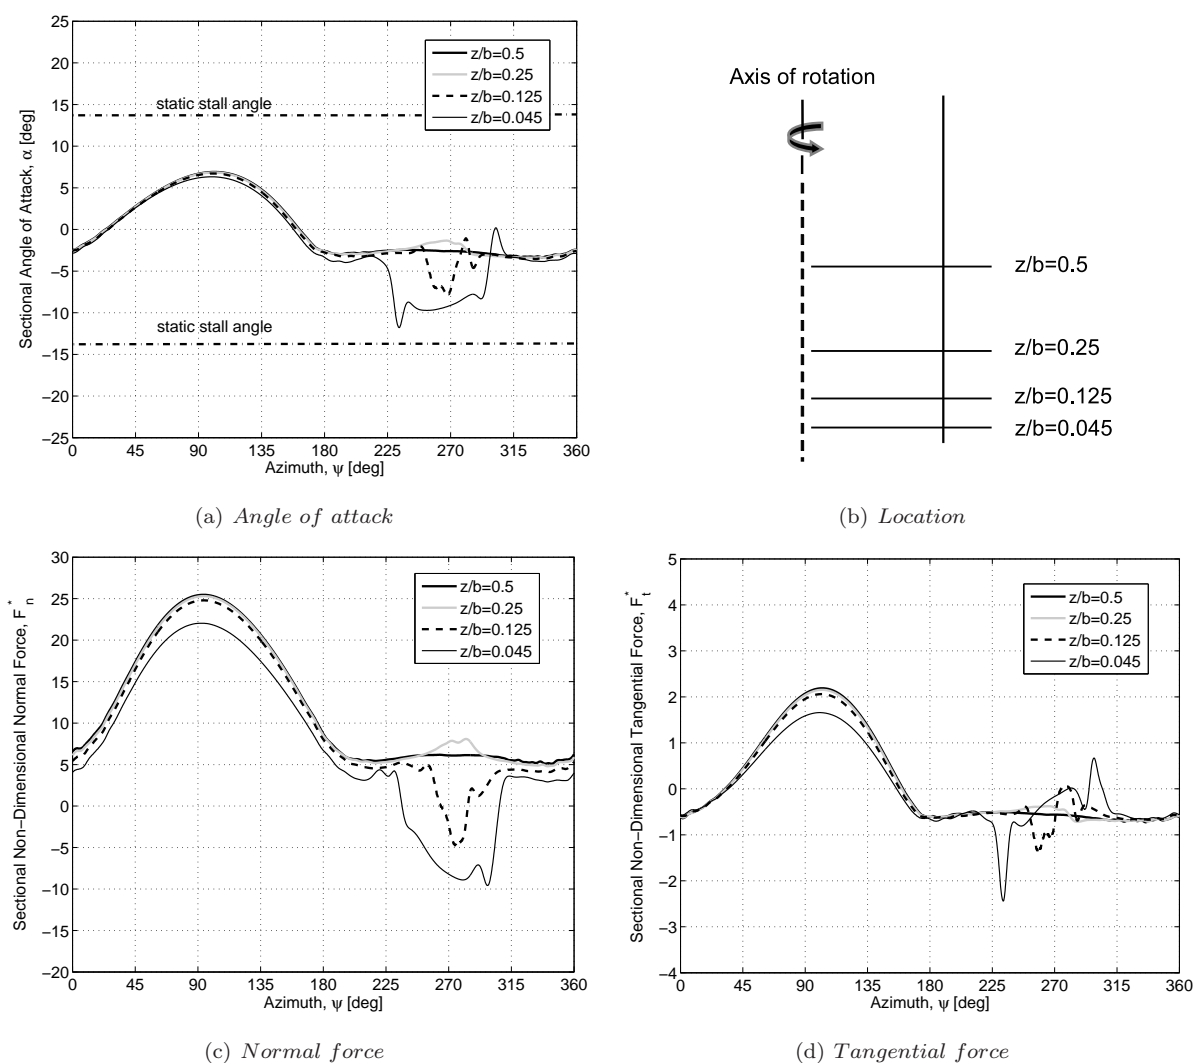 25
20
15
10
5
0
−5
−10
−15
−20
−25
0 45 90 135 180 225 270 315 360
Azimuth, ψ [deg]
Sectional Angle of Attack, α [deg]
static stall angle
static stall angle
z/b=0.5
z/b=0.25
z/b=0.125
z/b=0.045
(a) Angle of attack
Axis of rotation
z/b=0.5
z/b=0.25
z/b=0.125
z/b=0.045
(b) Location
30
25
20
15
10
5
0
−5
−10
−15
−20
0 45 90 135 180 225 270 315 360
Azimuth, ψ [deg]
Sectional Non−Dimensional Normal Force, F*n
z/b=0.5
z/b=0.25
z/b=0.125
z/b=0.045
(c) Normal force
5
4
3
2
1
0
−1
−2
−3
−4
0 45 90 135 180 225 270 315 360
Azimuth, ψ [deg]
Sectional Non−Dimensional Tangential Force, F*t
z/b=0.5
z/b=0.25
z/b=0.125
z/b=0.045
(d) Tangential force